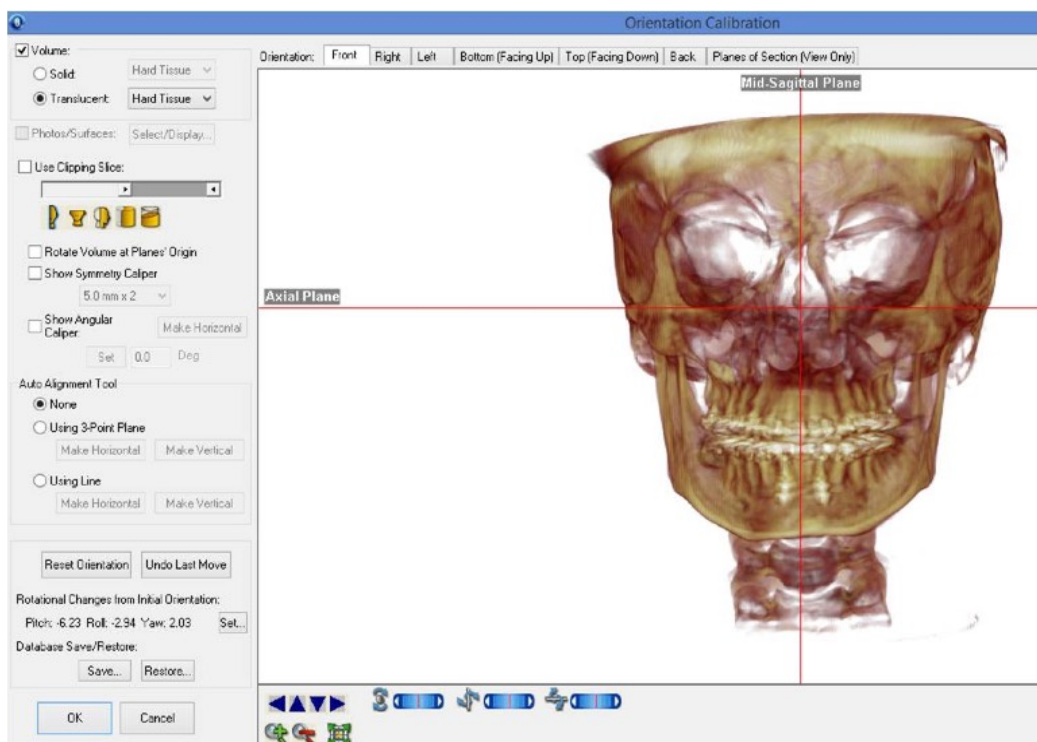 Orientation Calibration
Volume:
Solid: Hard Tissue
Translucent: Hard Tissue
Photos/Surfaces: Select/Display...
Use Clipping Slice:
Rotate Volume at Planes' Origin
Show Symmetry Caliper
5.0 mm x 2
Show Angular Caliper: Make Horizontal
Set 0.0 Deg
Auto Alignment Tool
None
Using 3-Point Plane
Make Horizontal Make Vertical
Using Line
Make Horizontal Make Vertical
Reset Orientation Undo Last Move
Rotational Changes from Initial Orientation:
Pitch: -6.23 Roll: -2.94 Yaw: 2.03 Set...
Database Save/Restore:
Save... Restore...
OK Cancel
Orientation: Front Right Left Bottom (Facing Up) Top (Facing Down) Back Planes of Section (View Only)
Mid-Sagittal Plane
Axial Plane